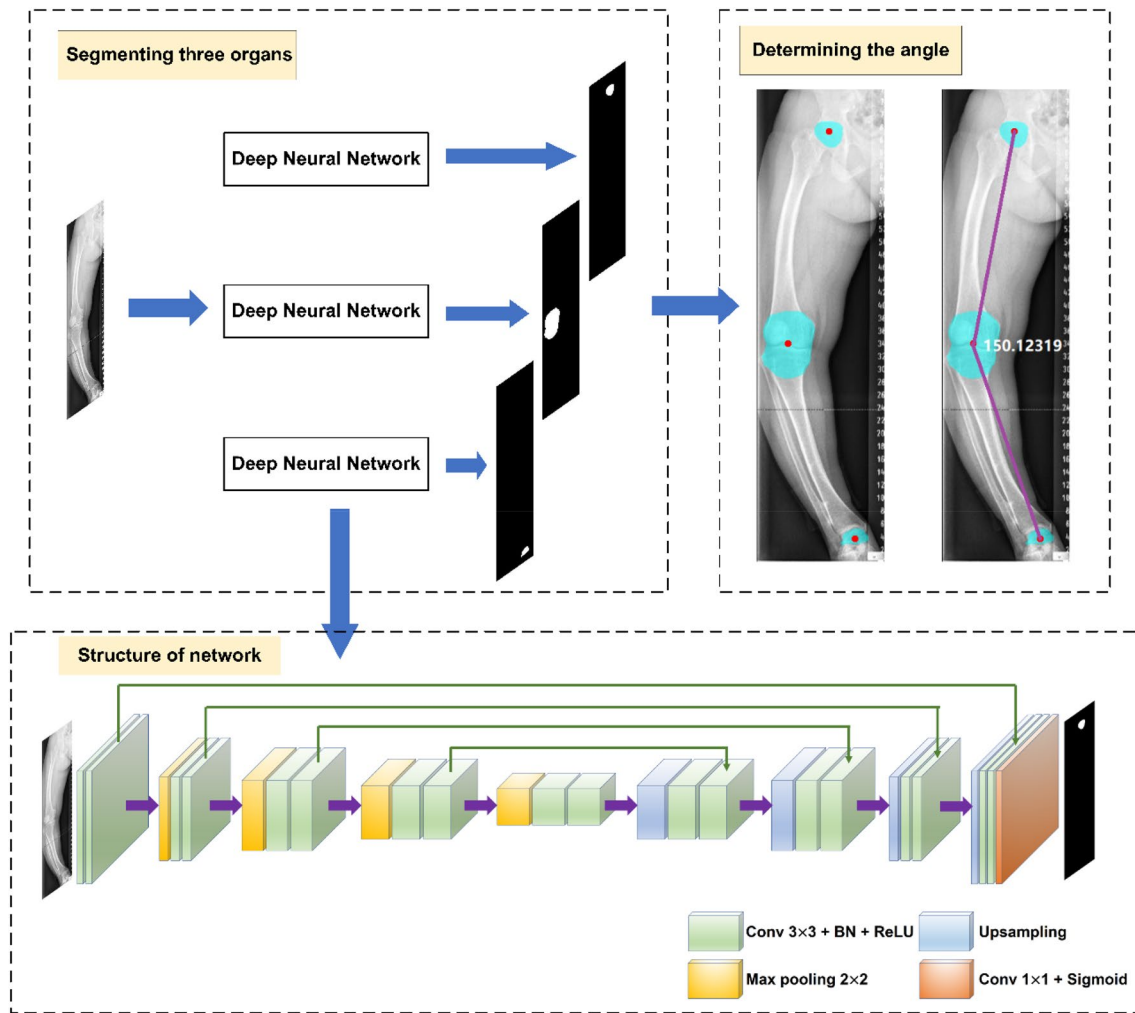 Segmenting three organs
Deep Neural Network
Deep Neural Network
Deep Neural Network
Determining the angle
150.12319
Structure of network
Conv 3×3 + BN + ReLU
Upsampling
Max pooling 2×2
Conv 1×1 + Sigmoid